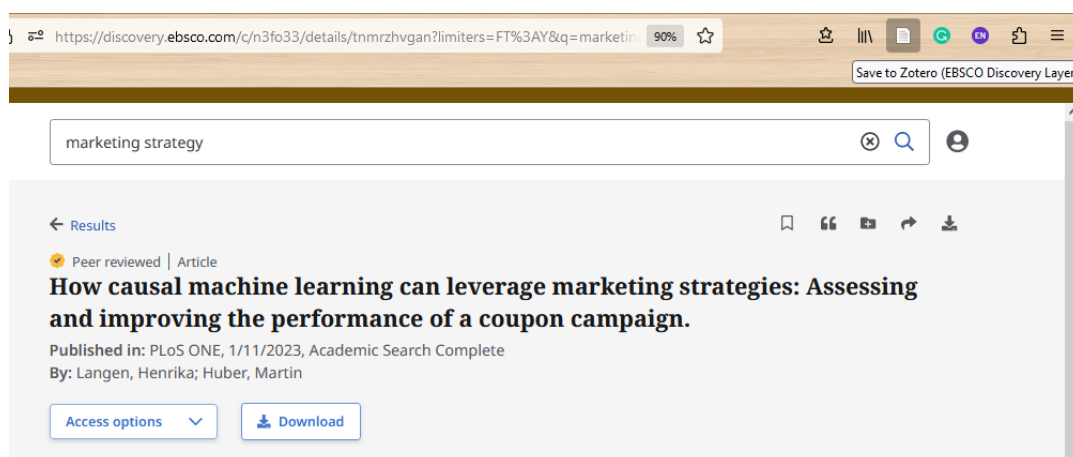 https://discovery.ebsco.com/c/n3fo33/details/tnmrzhvgan?limiters=FT%3AY&q=marketin 90%
G EN
Save to Zotero (EBSCO Discovery Layer
marketing strategy
Results
Peer reviewed | Article
How causal machine learning can leverage marketing strategies: Assessing
and improving the performance of a coupon campaign.
Published in: PLoS ONE, 1/11/2023, Academic Search Complete
By: Langen, Henrika; Huber, Martin
Access options Download